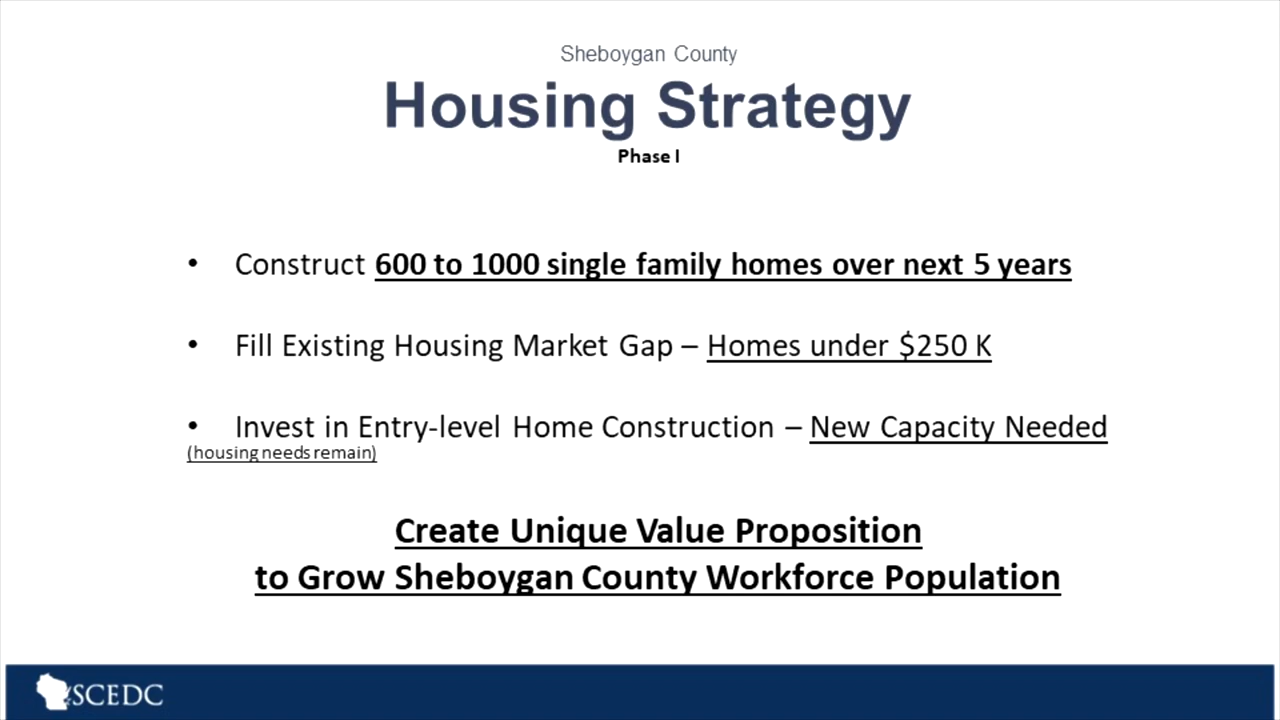 Sheboygan County
Housing Strategy
Phase I
• Construct 600 to 1000 single family homes over next 5 years
• Fill Existing Housing Market Gap – Homes under $250 K
• Invest in Entry-level Home Construction – New Capacity Needed
(housing needs remain)
Create Unique Value Proposition
to Grow Sheboygan County Workforce Population
SCEDC